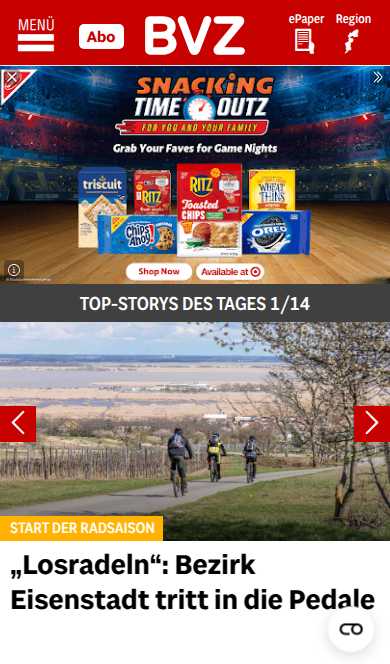 MENÜ
Abo
BVZ
ePaper
Region
SNACKING
TIME OUTZ
FOR YOU AND YOUR FAMILY
Grab Your Faves for Game Nights
triscuit
RITZ
RITZ
Toasted
CHIPS
WHEAT
THINS
Chips
Ahoy!
OREO
Shop Now
Available at
TOP-STORYS DES TAGES 1/14
START DER RADSAISON
„Losradeln“: Bezirk
Eisenstadt tritt in die Pedale